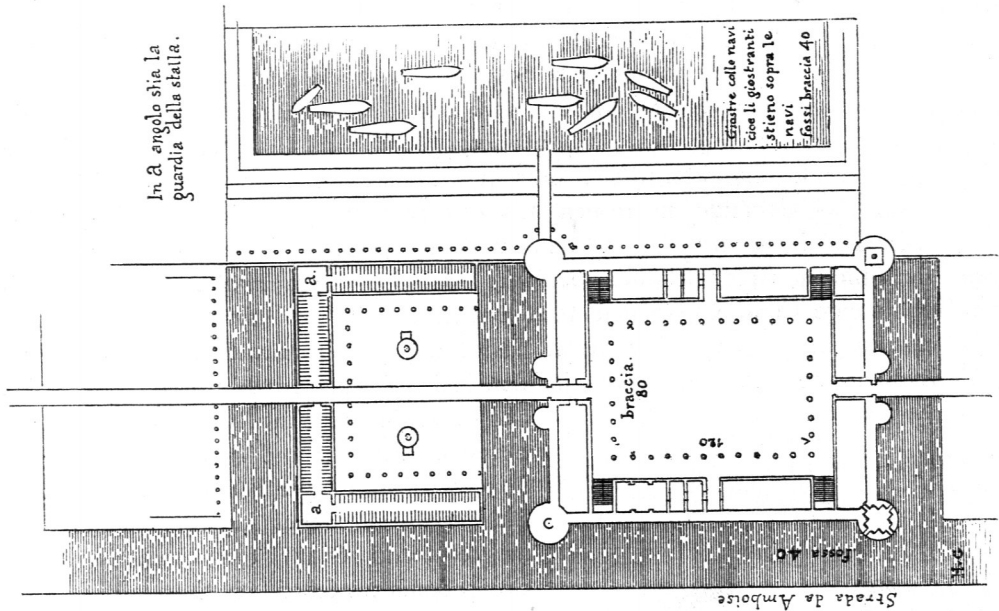 In a angolo stia la
guardia della stalla.
Giostre colle navi
cioe li giostranti
stieno sopra le
navi
fossi braccia 40
a.
a
braccia.
80
120
fossa 40
H.G
Strada da Amboise